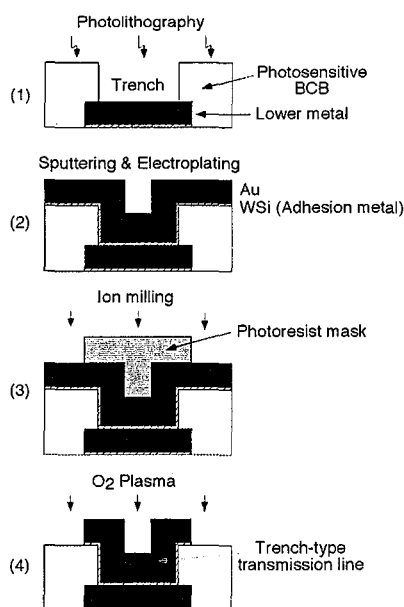 Photolithography
Trench
Photosensitive
BCB
(1)
Lower metal
Sputtering & Electroplating
Au
WSi (Adhesion metal)
(2)
Ion milling
Photoresist mask
(3)
O2 Plasma
(4)
Trench-type
transmission line